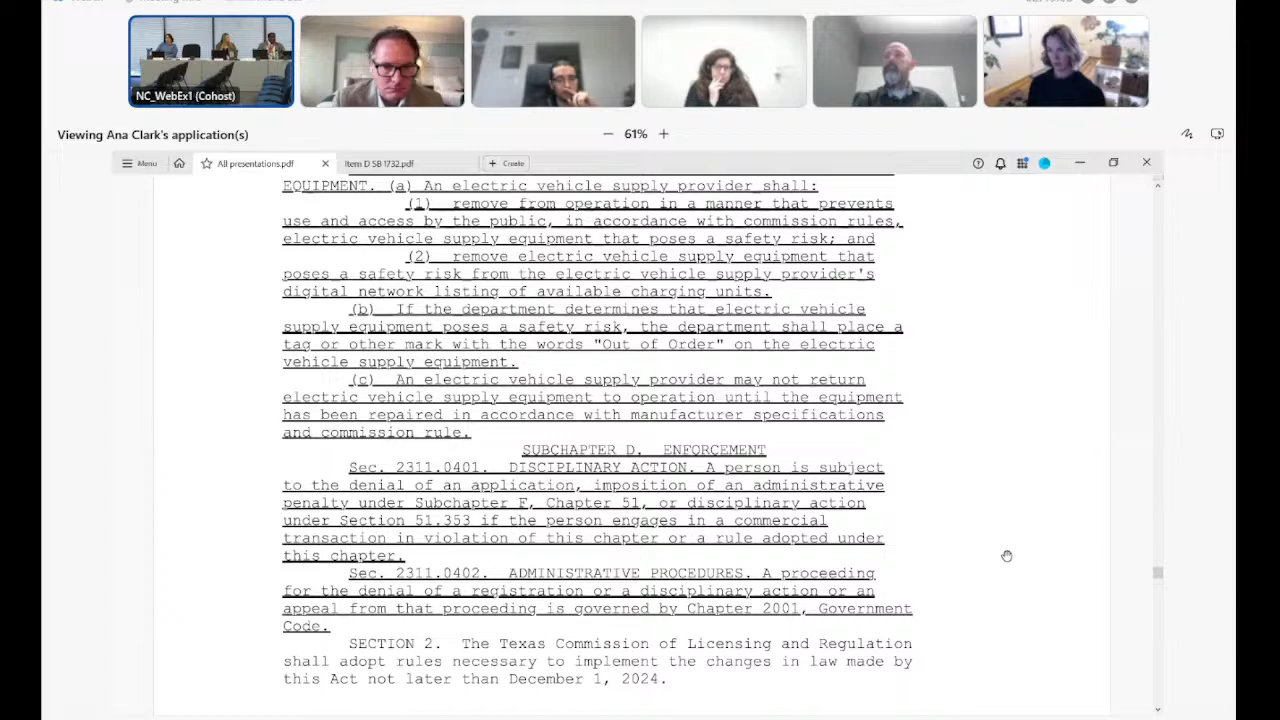 NC_WebEx1 (Cohost)
Viewing Ana Clark's application(s)
61%
Menu
All presentations.pdf
Item D SB 1732.pdf
Create
EQUIPMENT. (a) An electric vehicle supply provider shall:
(1) remove from operation in a manner that prevents
use and access by the public, in accordance with commission rules,
electric vehicle supply equipment that poses a safety risk; and
(2) remove electric vehicle supply equipment that
poses a safety risk from the electric vehicle supply provider's
digital network listing of available charging units.
(b) If the department determines that electric vehicle
supply equipment poses a safety risk, the department shall place a
tag or other mark with the words "Out of Order" on the electric
vehicle supply equipment.
(c) An electric vehicle supply provider may not return
electric vehicle supply equipment to operation until the equipment
has been repaired in accordance with manufacturer specifications
and commission rule.
SUBCHAPTER D. ENFORCEMENT
Sec. 2311.0401. DISCIPLINARY ACTION. A person is subject
to the denial of an application, imposition of an administrative
penalty under Subchapter F, Chapter 51, or disciplinary action
under Section 51.353 if the person engages in a commercial
transaction in violation of this chapter or a rule adopted under
this chapter.
Sec. 2311.0402. ADMINISTRATIVE PROCEDURES. A proceeding
for the denial of a registration or a disciplinary action or an
appeal from that proceeding is governed by Chapter 2001, Government
Code.
SECTION 2. The Texas Commission of Licensing and Regulation
shall adopt rules necessary to implement the changes in law made by
this Act not later than December 1, 2024.